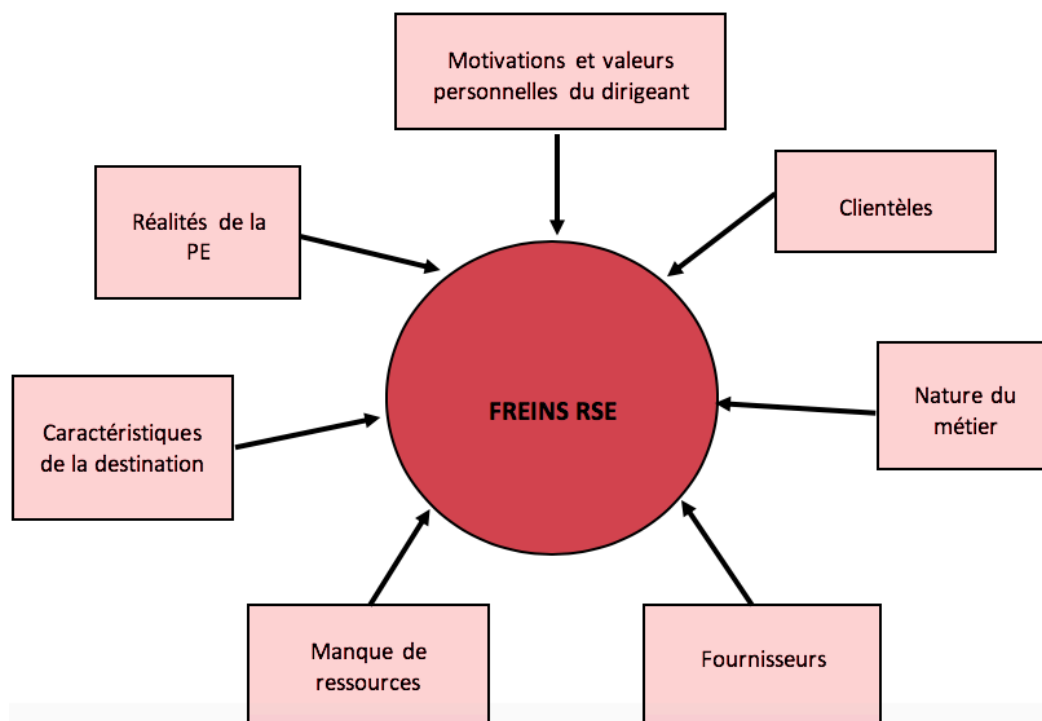 Motivations et valeurs
personnelles du dirigeant
Clientèles
Réalités de la
PE
Nature du
métier
FREINS RSE
Caractéristiques
de la destination
Manque de
ressources
Fournisseurs